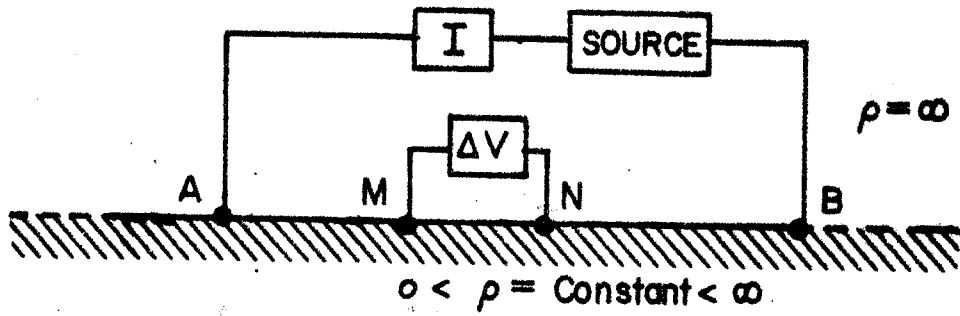 I
SOURCE
ρ = ∞
ΔV
A
M
N
B
0 < ρ = Constant < ∞